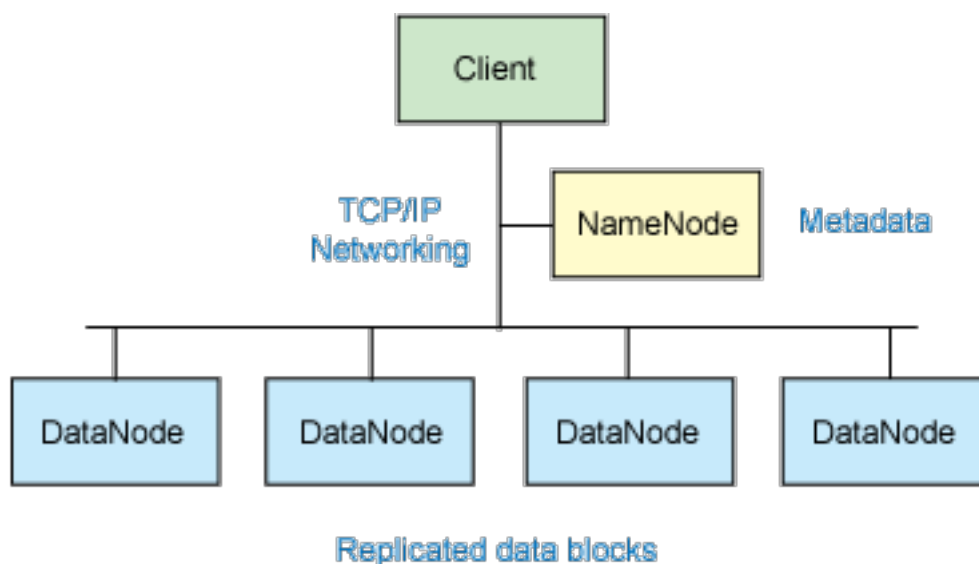 Client
TCP/IP
Networking
NameNode
Metadata
DataNode
DataNode
DataNode
DataNode
Replicated data blocks